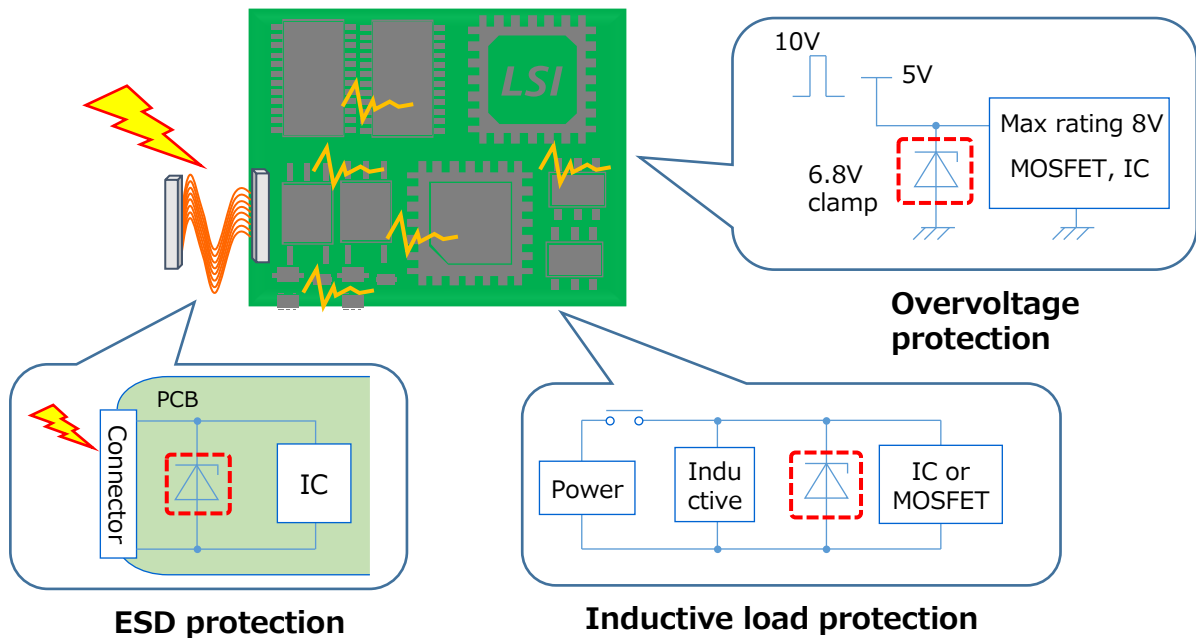 LSI
10V
5V
Max rating 8V
MOSFET, IC
6.8V
clamp
Overvoltage
protection
PCB
Connector
IC
ESD protection
Power
Indu
ctive
IC or
MOSFET
Inductive load protection